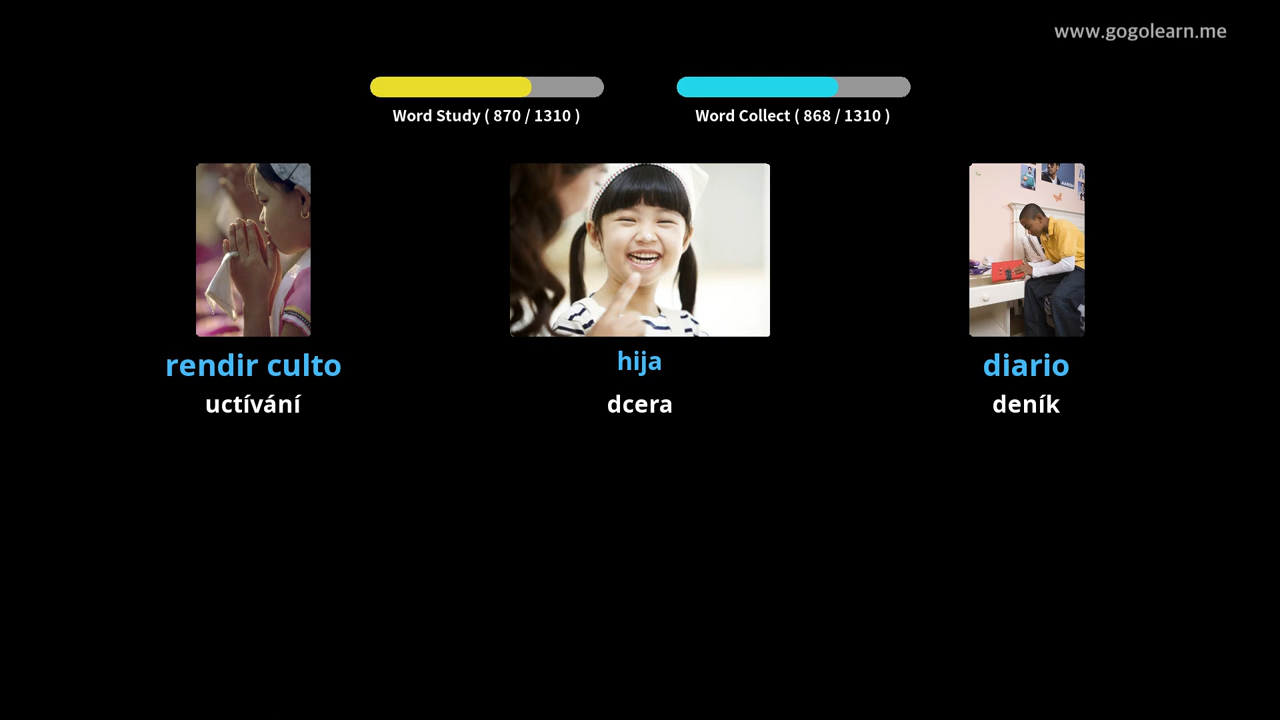 www.gogolearn.me
Word Study ( 870 / 1310 )
Word Collect ( 868 / 1310 )
rendir culto
hija
diario
uctívání
dcera
deník